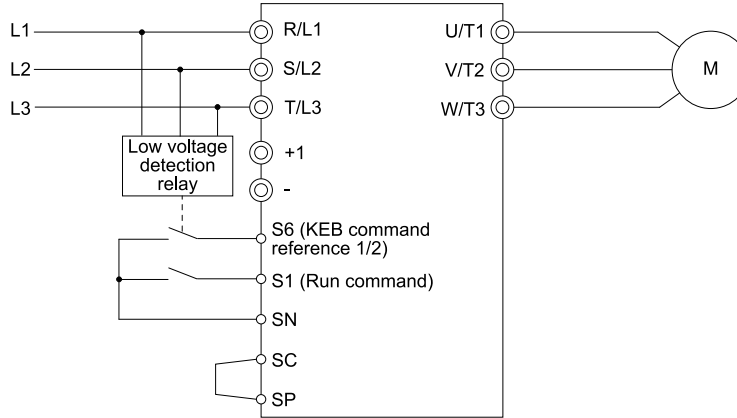 L1
R/L1
U/T1
L2
S/L2
V/T2
M
L3
T/L3
W/T3
Low voltage
detection
relay
+1
-
S6 (KEB command
reference 1/2)
S1 (Run command)
SN
SC
SP